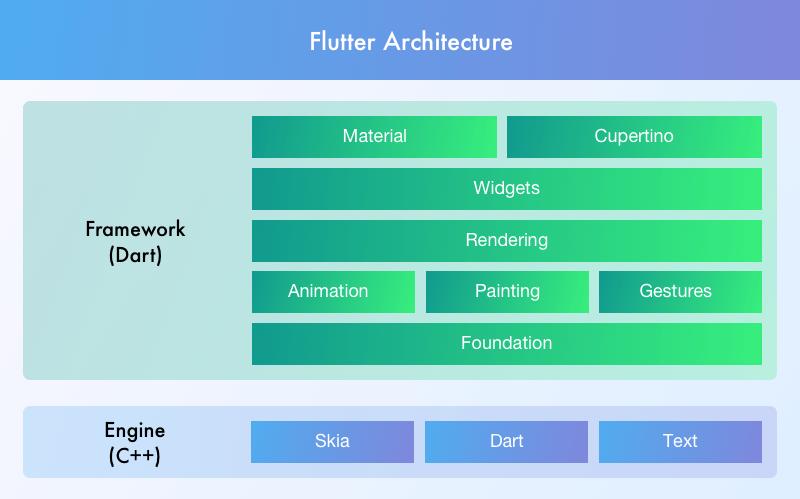 Flutter Architecture
Material
Cupertino
Widgets
Framework
(Dart)
Rendering
Animation
Painting
Gestures
Foundation
Engine
(C++)
Skia
Dart
Text